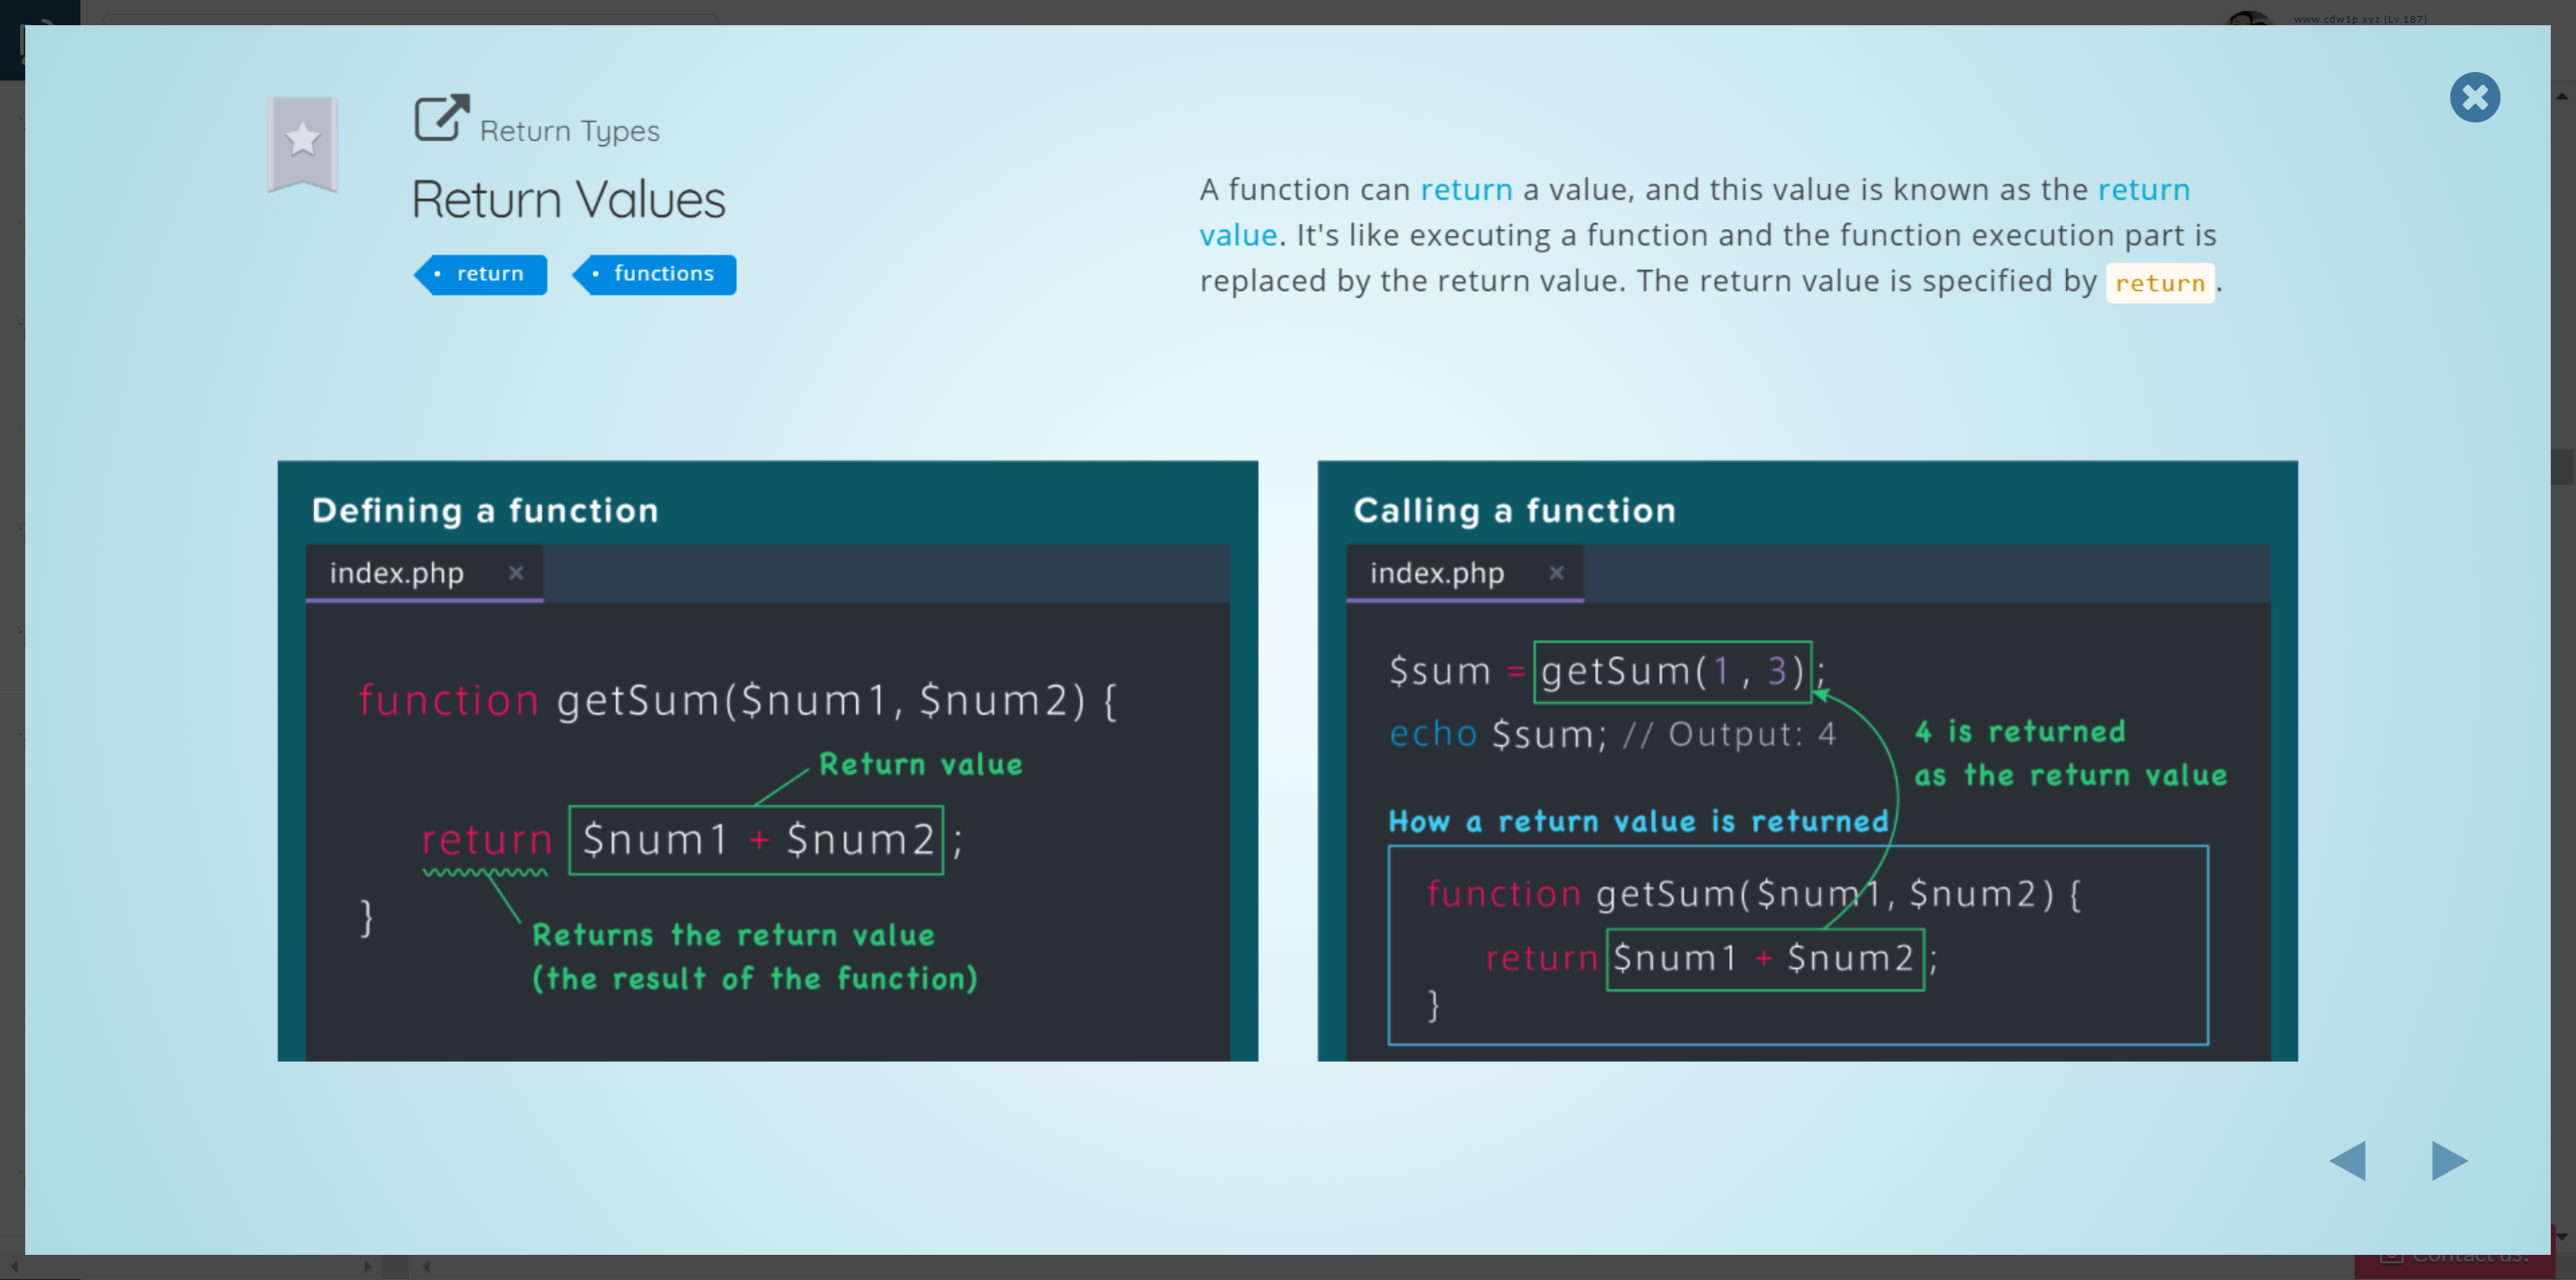 www.cdw1p.xyz (Lv.187)
Return Types
Return Values
return
functions
A function can return a value, and this value is known as the return
value. It's like executing a function and the function execution part is
replaced by the return value. The return value is specified by return.
Defining a function
index.php ×
function getSum($num1, $num2) {
Return value
return $num1 + $num2;
}
Returns the return value
(the result of the function)
Calling a function
index.php ×
$sum = getSum(1, 3);
echo $sum; // Output: 4
4 is returned
as the return value
How a return value is returned
function getSum($num1, $num2) {
return $num1 + $num2;
}
Contact us!